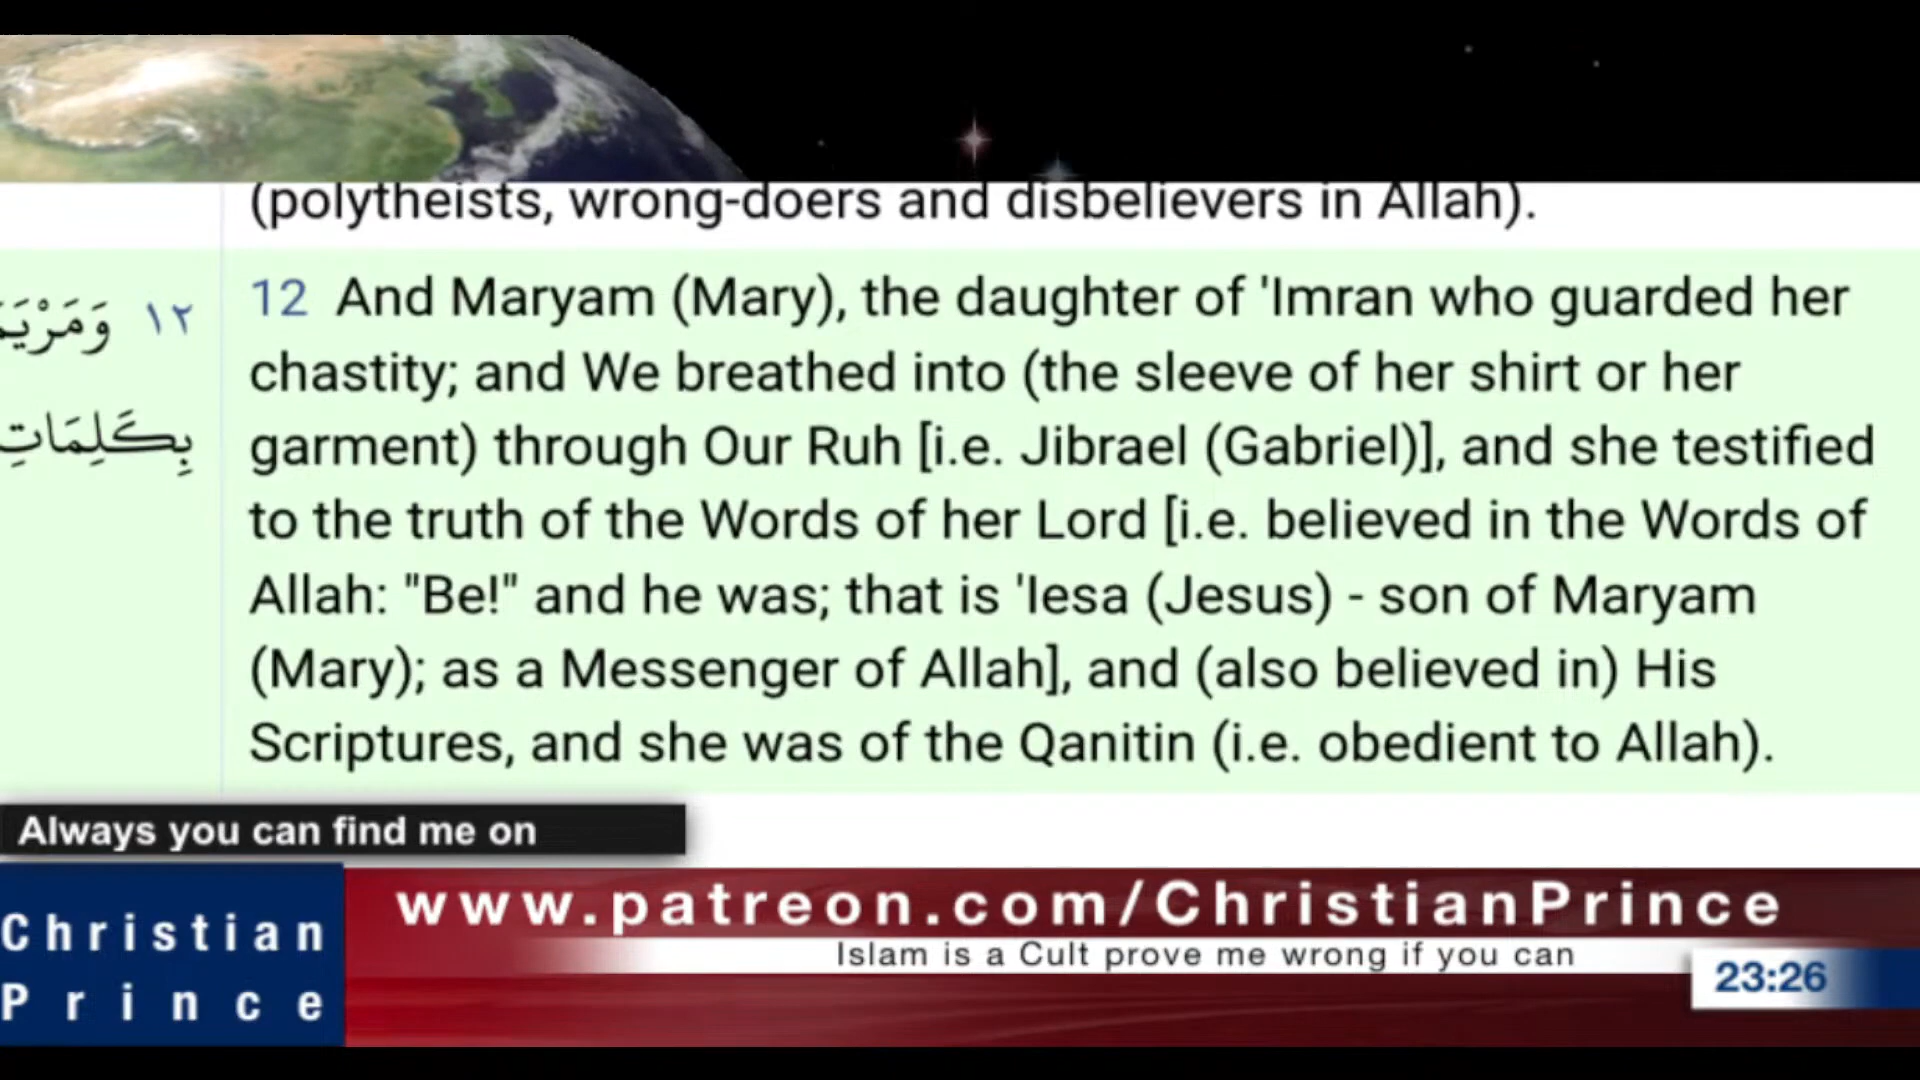 (polytheists, wrong-doers and disbelievers in Allah).
١٢ وَمَرْيَمَ
بِكَلِمَاتِ
12 And Maryam (Mary), the daughter of 'Imran who guarded her
chastity; and We breathed into (the sleeve of her shirt or her
garment) through Our Ruh [i.e. Jibrael (Gabriel)], and she testified
to the truth of the Words of her Lord [i.e. believed in the Words of
Allah: "Be!" and he was; that is 'Iesa (Jesus) - son of Maryam
(Mary); as a Messenger of Allah], and (also believed in) His
Scriptures, and she was of the Qanitin (i.e. obedient to Allah).
Always you can find me on
Christian
Prince
www.patreon.com/ChristianPrince
Islam is a Cult prove me wrong if you can
23:26